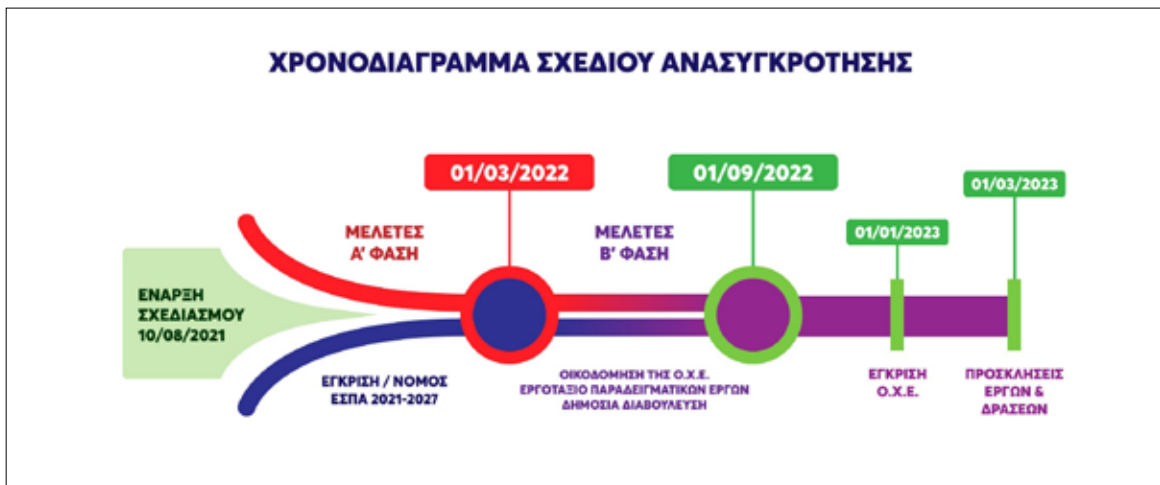 ΧΡΟΝΟΔΙΑΓΡΑΜΜΑ ΣΧΕΔΙΟΥ ΑΝΑΣΥΓΚΡΟΤΗΣΗΣ
01/03/2022
01/09/2022
01/03/2023
ΜΕΛΕΤΕΣ
Α' ΦΑΣΗ
ΜΕΛΕΤΕΣ
Β' ΦΑΣΗ
01/01/2023
ΕΝΑΡΞΗ
ΣΧΕΔΙΑΣΜΟΥ
10/08/2021
ΕΓΚΡΙΣΗ / ΝΟΜΟΣ
ΕΣΠΑ 2021-2027
ΟΙΚΟΔΟΜΗΣΗ ΤΗΣ Ο.Χ.Ε.
ΕΡΓΟΤΑΞΙΟ ΠΑΡΑΔΕΙΓΜΑΤΙΚΩΝ ΕΡΓΩΝ
ΔΗΜΟΣΙΑ ΔΙΑΒΟΥΛΕΥΣΗ
ΕΓΚΡΙΣΗ
Ο.Χ.Ε.
ΠΡΟΣΚΛΗΣΕΙΣ
ΕΡΓΩΝ &
ΔΡΑΣΕΩΝ